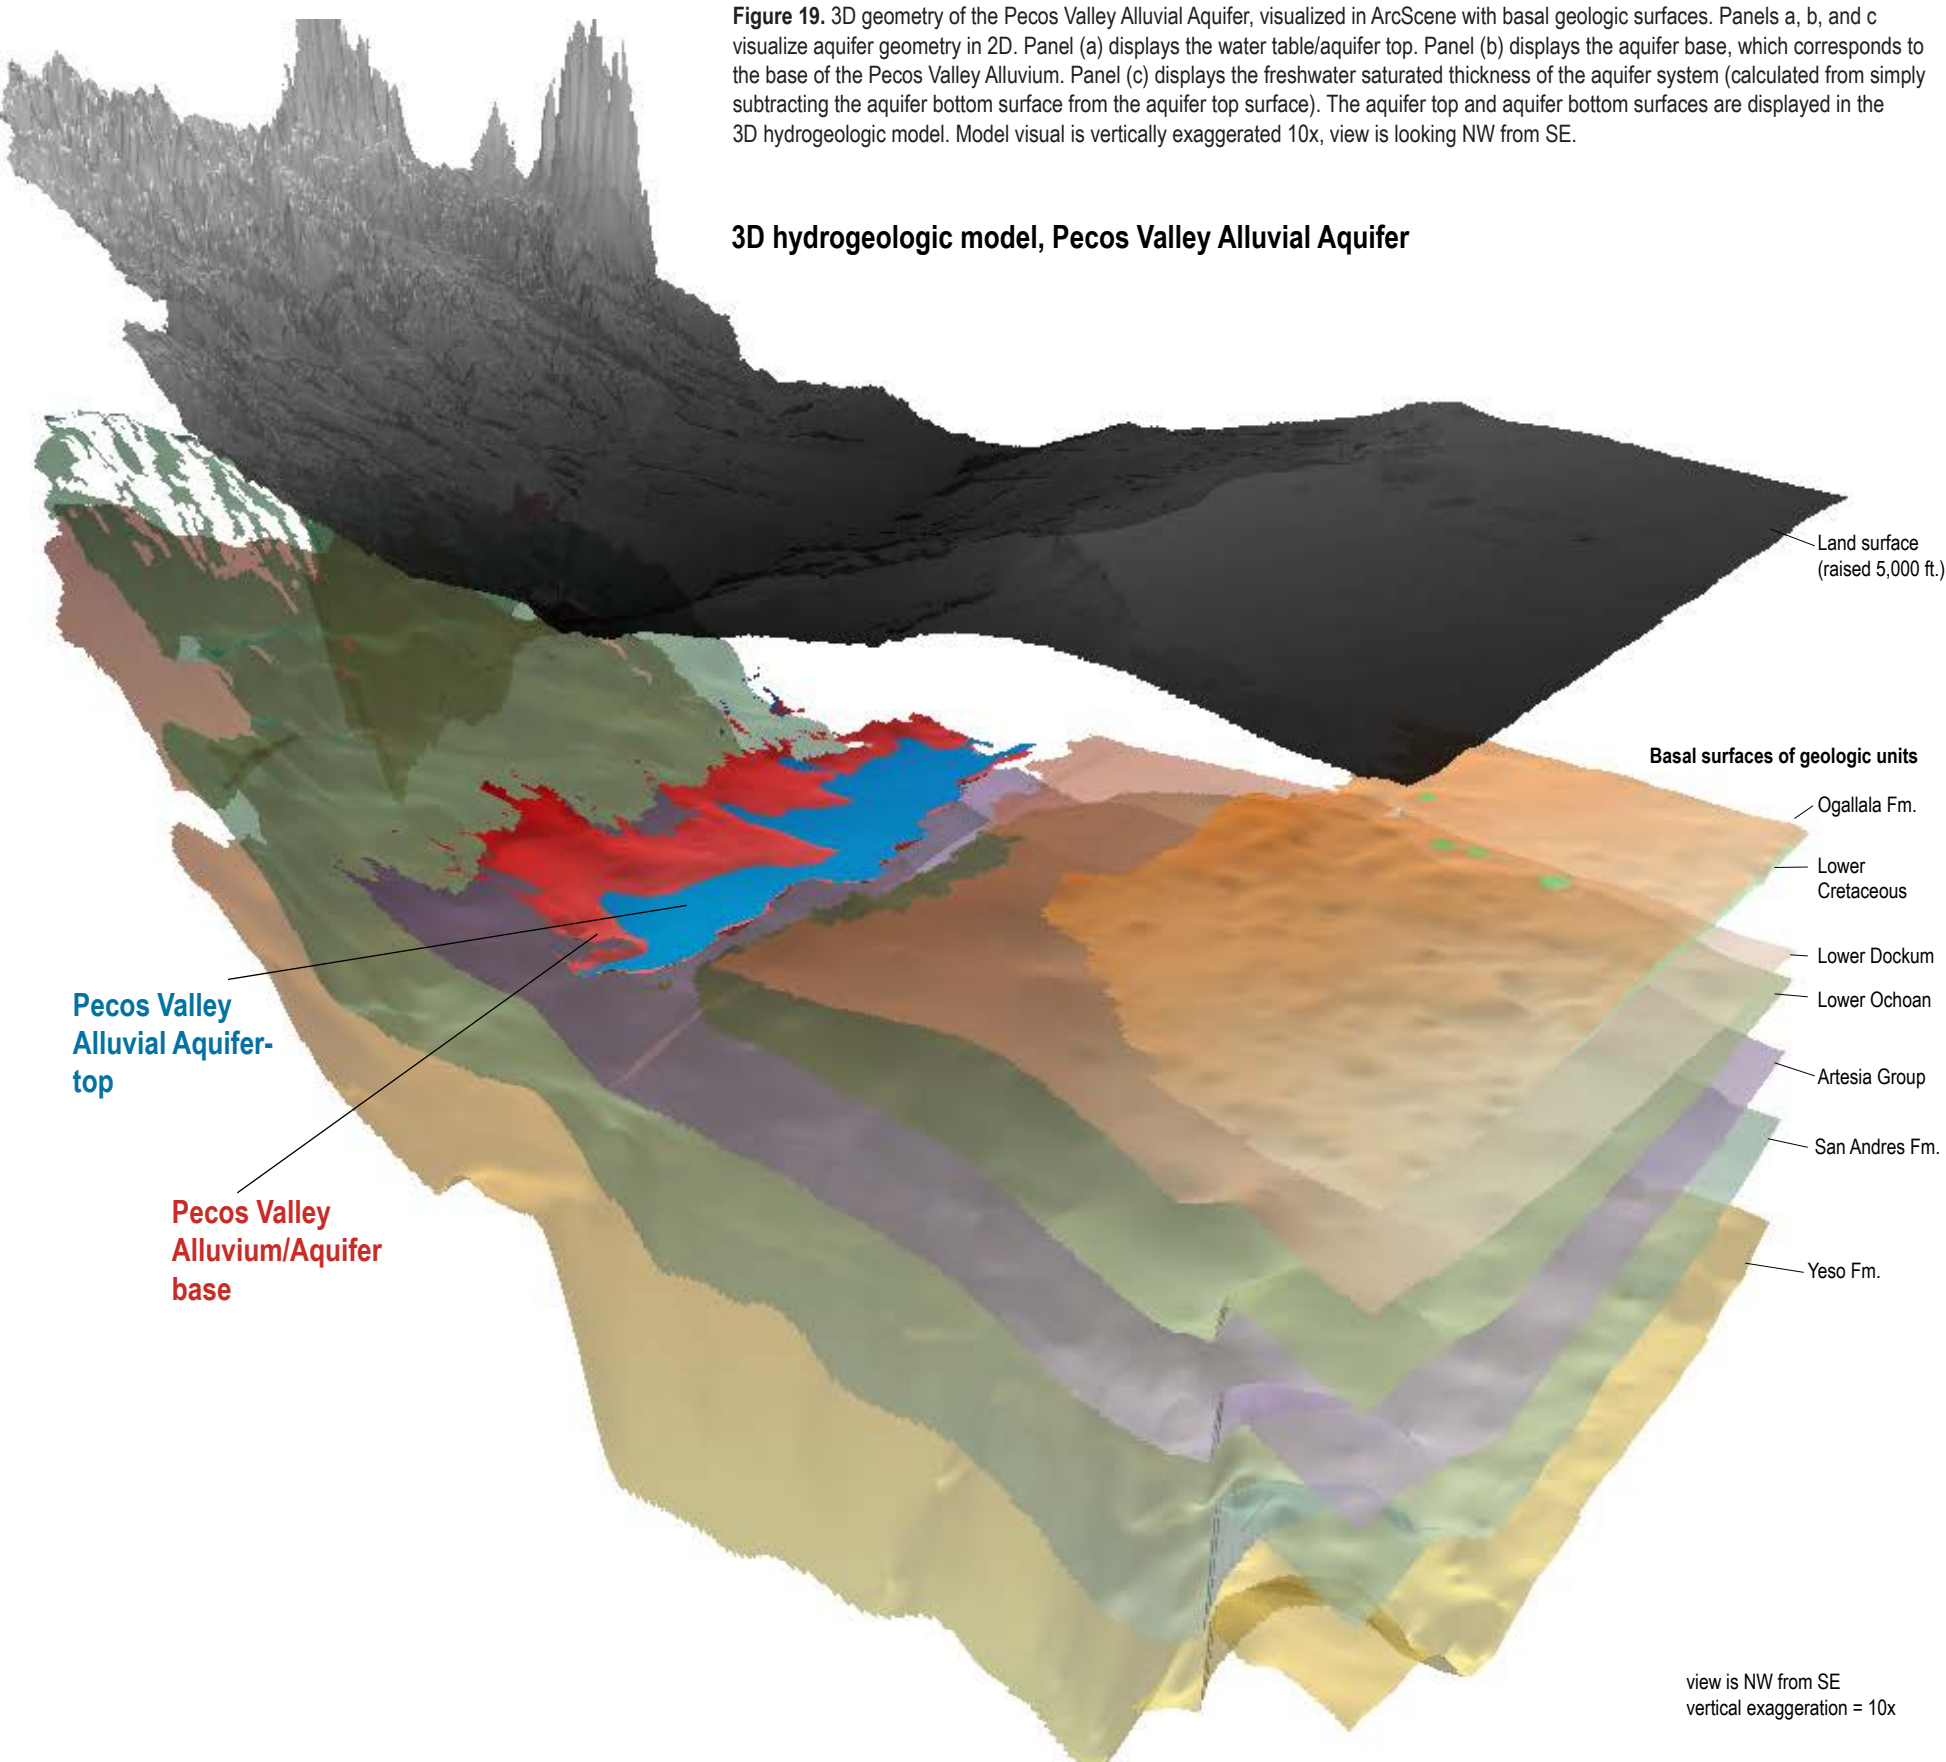 Figure 19. 3D geometry of the Pecos Valley Alluvial Aquifer, visualized in ArcScene with basal geologic surfaces. Panels a, b, and c
visualize aquifer geometry in 2D. Panel (a) displays the water table/aquifer top. Panel (b) displays the aquifer base, which corresponds to
the base of the Pecos Valley Alluvium. Panel (c) displays the freshwater saturated thickness of the aquifer system (calculated from simply
subtracting the aquifer bottom surface from the aquifer top surface). The aquifer top and aquifer bottom surfaces are displayed in the
3D hydrogeologic model. Model visual is vertically exaggerated 10x, view is looking NW from SE.
3D hydrogeologic model, Pecos Valley Alluvial Aquifer
Land surface
(raised 5,000 ft.)
Basal surfaces of geologic units
Ogallala Fm.
Lower
Cretaceous
Lower Dockum
Lower Ochoan
Artesia Group
San Andres Fm.
Yeso Fm.
Pecos Valley
Alluvial Aquifer-
top
Pecos Valley
Alluvium/Aquifer
base
view is NW from SE
vertical exaggeration = 10x